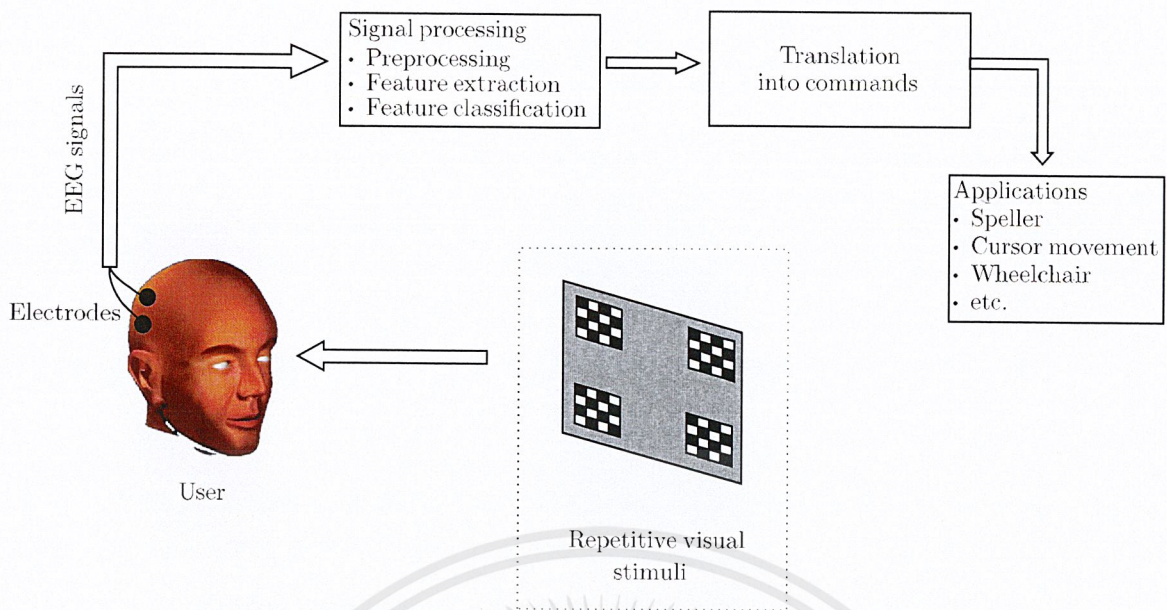 Signal processing
• Preprocessing
• Feature extraction
• Feature classification
Translation
into commands
EEG signals
Applications
• Speller
• Cursor movement
• Wheelchair
• etc.
Electrodes
User
Repetitive visual
stimuli